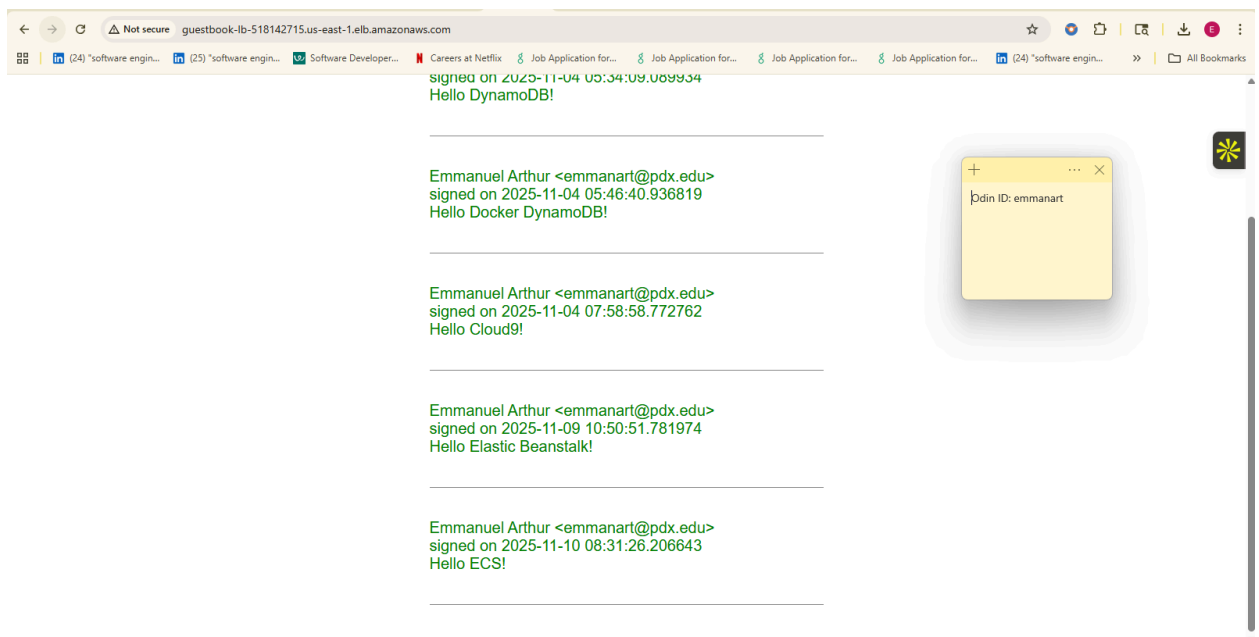 Not secure
guestbook-lb-518142715.us-east-1.elb.amazonaws.com
E
(24) "software engin...
(25) "software engin...
Software Developer...
Careers at Netflix
Job Application for...
Job Application for...
Job Application for...
Job Application for...
(24) "software engin...
All Bookmarks
signed on 2025-11-04 05:34:09.089934
Hello DynamoDB!
Emmanuel Arthur <emmanart@pdx.edu>
signed on 2025-11-04 05:46:40.936819
Hello Docker DynamoDB!
Emmanuel Arthur <emmanart@pdx.edu>
signed on 2025-11-04 07:58:58.772762
Hello Cloud9!
Emmanuel Arthur <emmanart@pdx.edu>
signed on 2025-11-09 10:50:51.781974
Hello Elastic Beanstalk!
Emmanuel Arthur <emmanart@pdx.edu>
signed on 2025-11-10 08:31:26.206643
Hello ECS!
Odin ID: emmanart